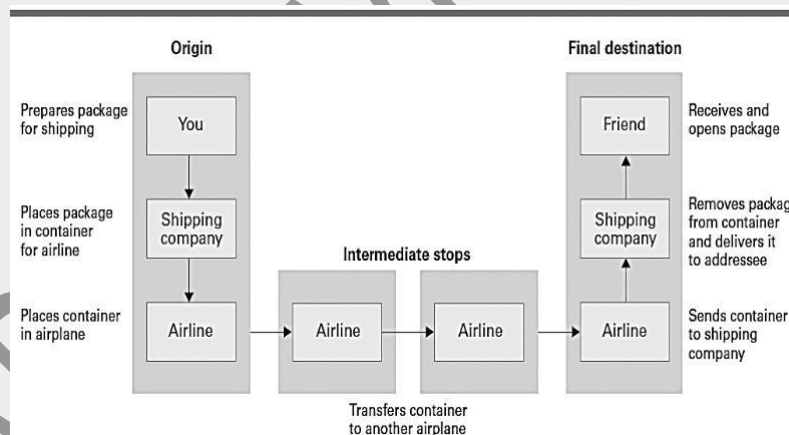 Origin
Final destination
Prepares package
for shipping
You
Friend
Receives and
opens package
Places package
in container
for airline
Shipping
company
Intermediate stops
Shipping
company
Removes packag
from container
and delivers it
to addressee
Places container
in airplane
Airline
Airline
Airline
Airline
Sends container
to shipping
company
Transfers container
to another airplane